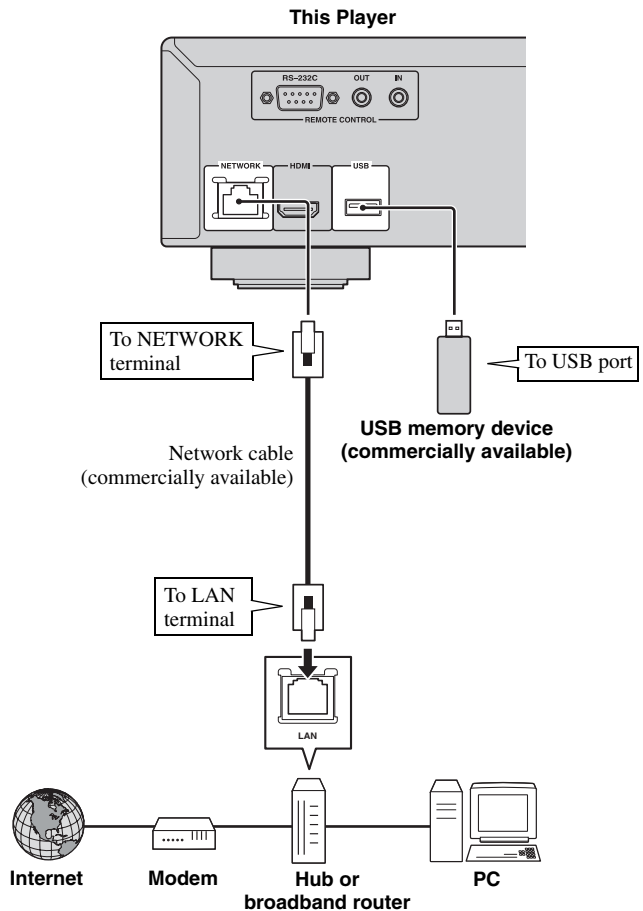 This Player
RS-232C
OUT
IN
REMOTE CONTROL
NETWORK
HDMI
USB
To NETWORK
terminal
To USB port
USB memory device
(commercially available)
Network cable
(commercially available)
To LAN
terminal
LAN
Internet
Modem
Hub or
broadband router
PC